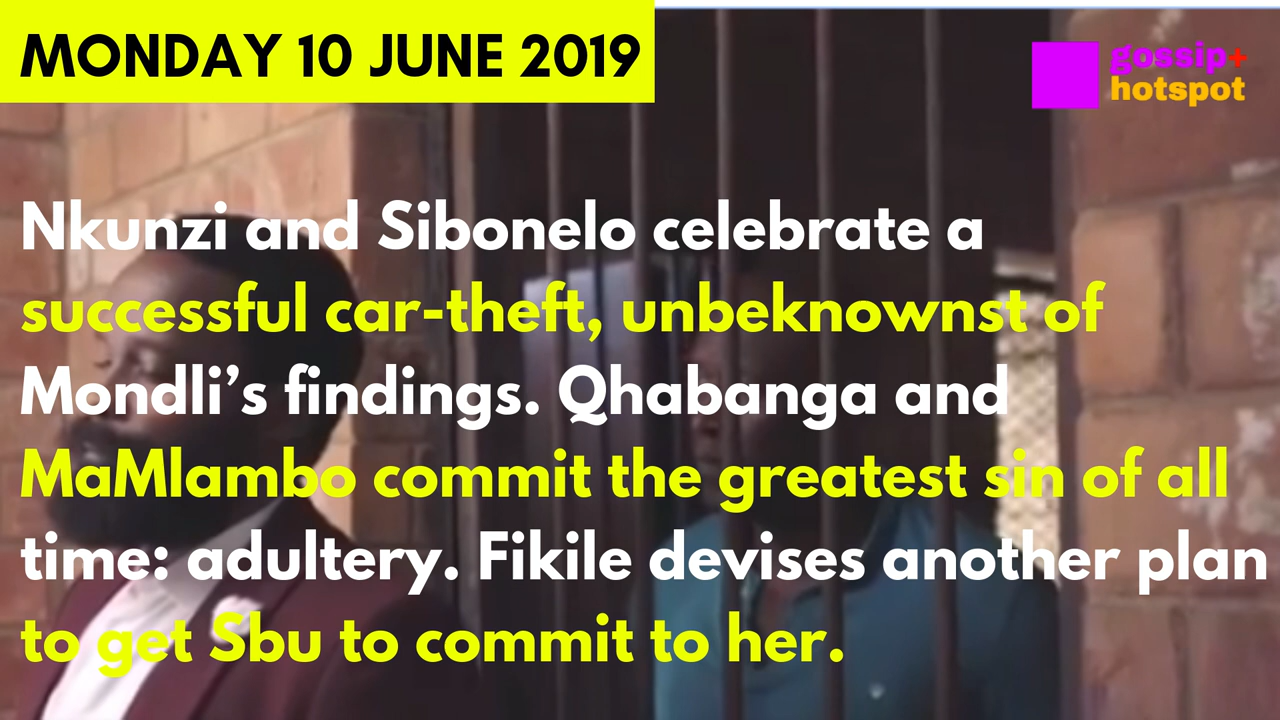 MONDAY 10 JUNE 2019
gossip+
hotspot
Nkunzi and Sibonelo celebrate a
successful car-theft, unbeknownst of
Mondli’s findings. Qhabanga and
MaMlambo commit the greatest sin of all
time: adultery. Fikile devises another plan
to get Sbu to commit to her.